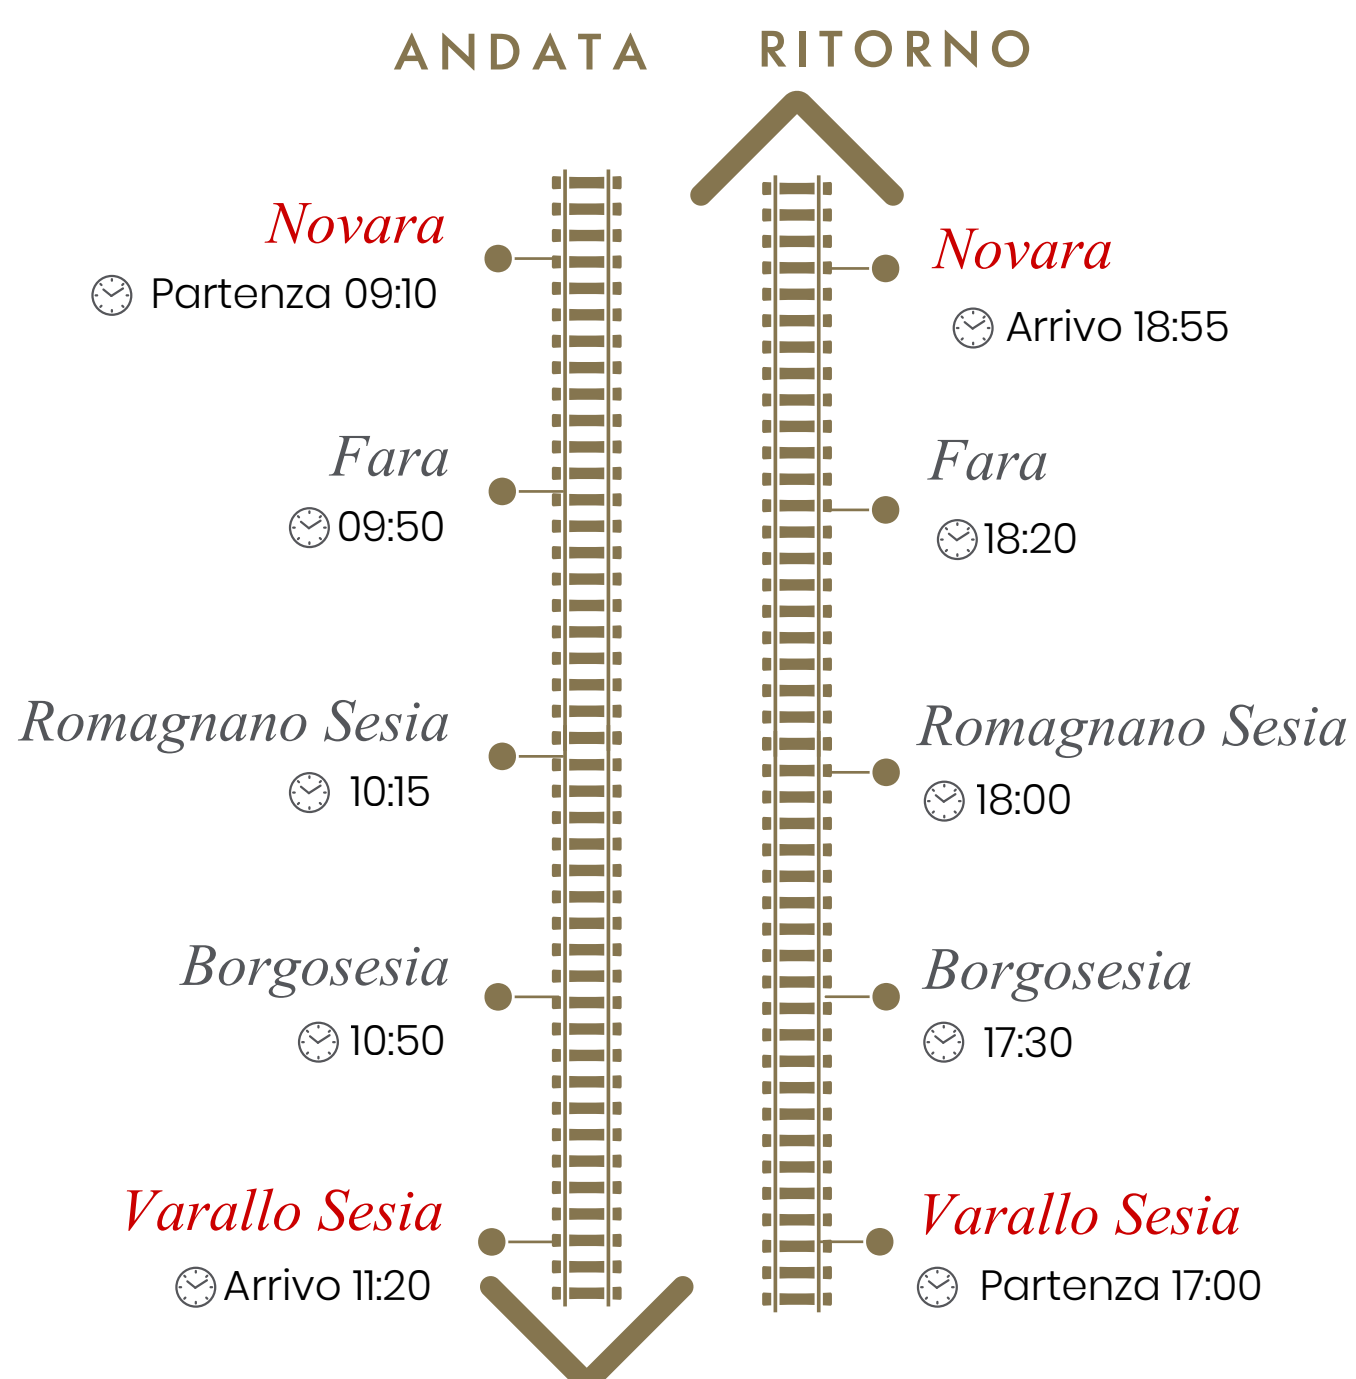 ANDATA
Novara
Partenza 09:10
Fara
09:50
Romagnano Sesia
10:15
Borgosesia
10:50
Varallo Sesia
Arrivo 11:20
RITORNO
Novara
Arrivo 18:55
Fara
18:20
Romagnano Sesia
18:00
Borgosesia
17:30
Varallo Sesia
Partenza 17:00